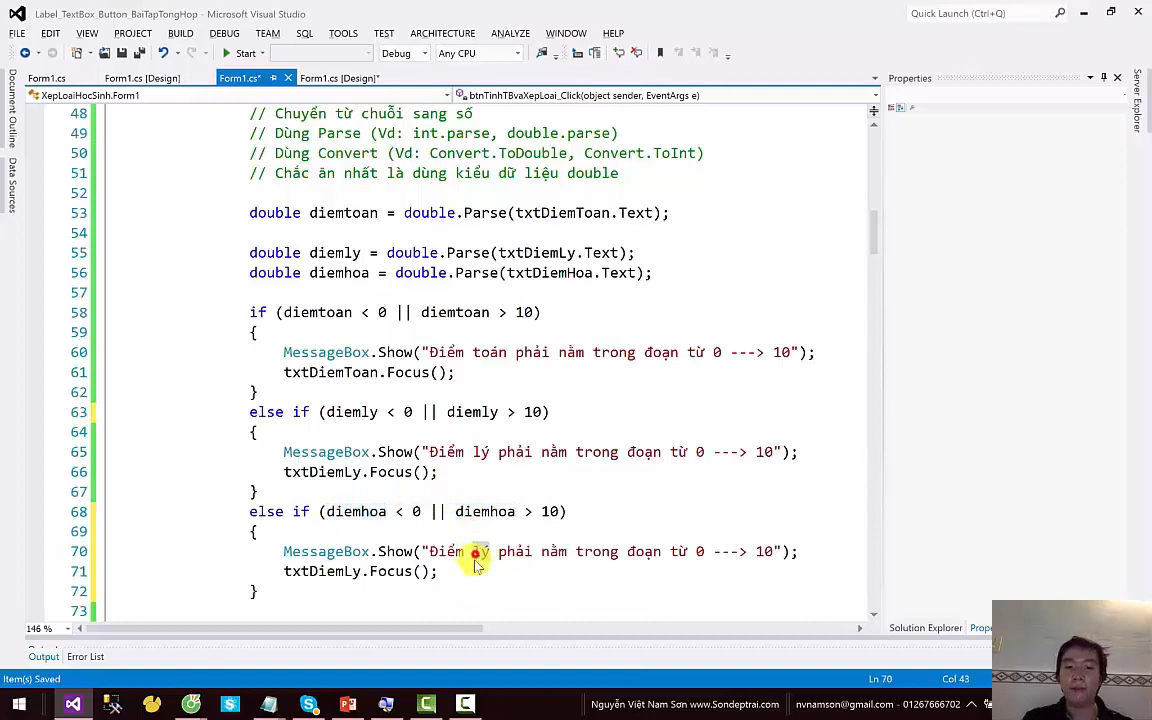 Label_TextBox_Button_BaiTapTongHop - Microsoft Visual Studio
Quick Launch (Ctrl+Q)
FILE EDIT VIEW PROJECT BUILD DEBUG TEAM SQL TOOLS TEST ARCHITECTURE ANALYZE WINDOW HELP
Start Debug Any CPU
Form1.cs Form1.cs [Design] Form1.cs* Form1.cs [Design]*
Properties
XepLoaiHocSinh.Form1 btnTinhTBvaXepLoai_Click(object sender, EventArgs e)
Document Outline
Data Sources
Server Explorer
48 // Chuyển từ chuỗi sang số
49 // Dùng Parse (Vd: int.parse, double.parse)
50 // Dùng Convert (Vd: Convert.ToDouble, Convert.ToInt)
51 // Chắc ăn nhất là dùng kiểu dữ liệu double
52
53 double diemtoan = double.Parse(txtDiemToan.Text);
54
55 double diemly = double.Parse(txtDiemLy.Text);
56 double diemhoa = double.Parse(txtDiemHoa.Text);
57
58 if (diemtoan < 0 || diemtoan > 10)
59 {
60 MessageBox.Show("Điểm toán phải nằm trong đoạn từ 0 ---> 10");
61 txtDiemToan.Focus();
62 }
63 else if (diemly < 0 || diemly > 10)
64 {
65 MessageBox.Show("Điểm lý phải nằm trong đoạn từ 0 ---> 10");
66 txtDiemLy.Focus();
67 }
68 else if (diemhoa < 0 || diemhoa > 10)
69 {
70 MessageBox.Show("Điểm lý phải nằm trong đoạn từ 0 ---> 10");
71 txtDiemLy.Focus();
72 }
73
146 %
Solution Explorer
Output Error List
Item(s) Saved Ln 70 Col 43
Nguyễn Việt Nam Sơn www.Sondeptrai.com nvnamson@gmail.com - 01267666702